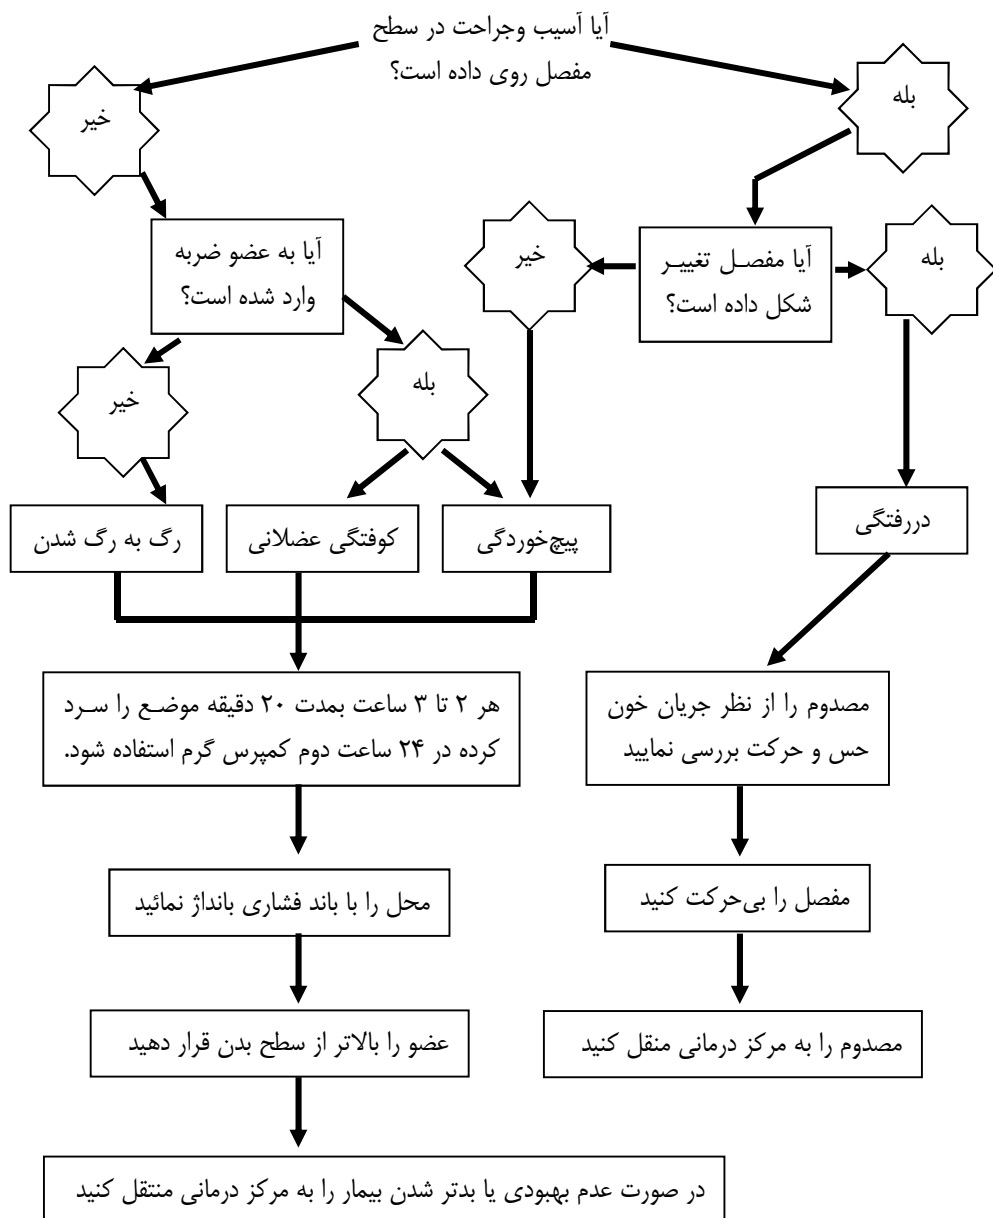 آیا آسیب وجراحت در سطح
مفصل روی داده است؟
بله
خیر
آیا مفصل تغییر
شکل داده است؟
بله
خیر
آیا به عضو ضربه
وارد شده است؟
بله
خیر
دررفتگی
پیچ‌خوردگی
کوفتگی عضلانی
رگ به رگ شدن
مصدوم را از نظر جریان خون
حس و حرکت بررسی نمایید
هر ۲ تا ۳ ساعت بمدت ۲۰ دقیقه موضع را سرد
کرده در ۲۴ ساعت دوم کمپرس گرم استفاده شود.
مفصل را بی‌حرکت کنید
محل را با باند فشاری بانداژ نمائید
مصدوم را به مرکز درمانی منقل کنید
عضو را بالاتر از سطح بدن قرار دهید
در صورت عدم بهبودی یا بدتر شدن بیمار را به مرکز درمانی منتقل کنید